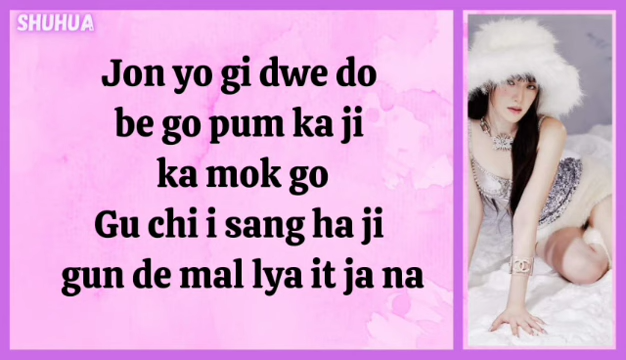 SHUHUA
Jon yo gi dwe do
be go pum ka ji
ka mok go
Gu chi i sang ha ji
gun de mal lya it ja na